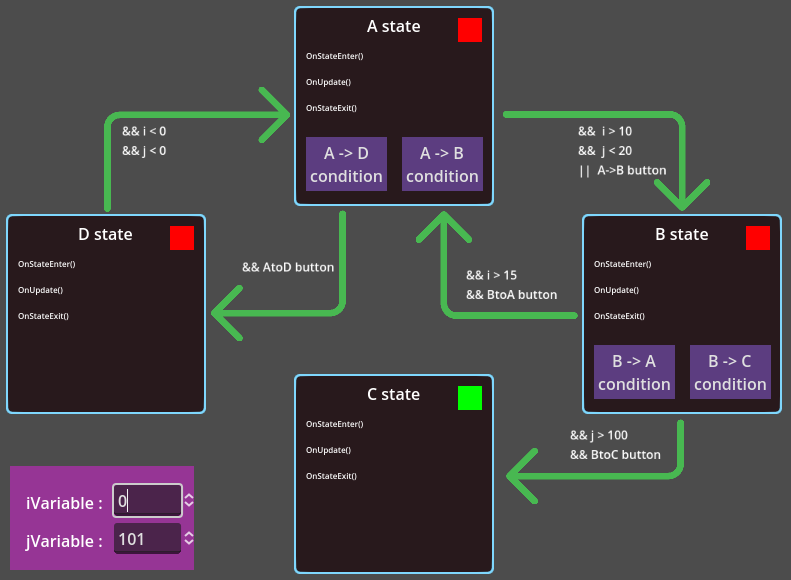 A state
OnStateEnter()
OnUpdate()
OnStateExit()
A -> D
condition
A -> B
condition
&& i < 0
&& j < 0
&&  i > 10
&&  j < 20
||  A->B button
D state
OnStateEnter()
OnUpdate()
OnStateExit()
&& AtoD button
&& i > 15
&& BtoA button
B state
OnStateEnter()
OnUpdate()
OnStateExit()
B -> A
condition
B -> C
condition
C state
OnStateEnter()
OnUpdate()
OnStateExit()
&& j > 100
&& BtoC button
iVariable : 0
jVariable : 101